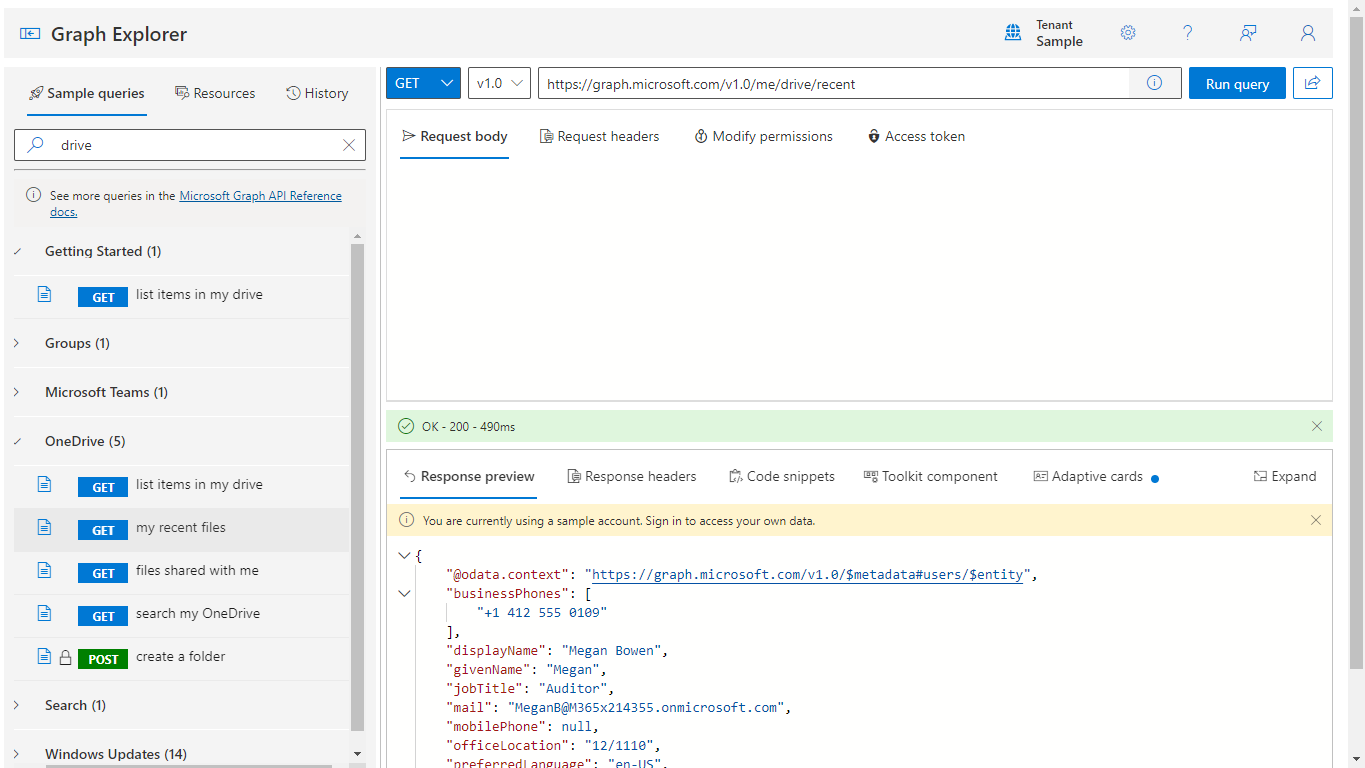 Graph Explorer
Tenant
Sample
Sample queries
Resources
History
drive
See more queries in the Microsoft Graph API Reference
docs.
Getting Started (1)
GET list items in my drive
Groups (1)
Microsoft Teams (1)
OneDrive (5)
GET list items in my drive
GET my recent files
GET files shared with me
GET search my OneDrive
POST create a folder
Search (1)
Windows Updates (14)
GET
v1.0
https://graph.microsoft.com/v1.0/me/drive/recent
Run query
Request body
Request headers
Modify permissions
Access token
OK - 200 - 490ms
Response preview
Response headers
Code snippets
Toolkit component
Adaptive cards
Expand
You are currently using a sample account. Sign in to access your own data.
{
"@odata.context": "https://graph.microsoft.com/v1.0/$metadata#users/$entity",
"businessPhones": [
"+1 412 555 0109"
],
"displayName": "Megan Bowen",
"givenName": "Megan",
"jobTitle": "Auditor",
"mail": "MeganB@M365x214355.onmicrosoft.com",
"mobilePhone": null,
"officeLocation": "12/1110",
"preferredLanguage": "en-US",